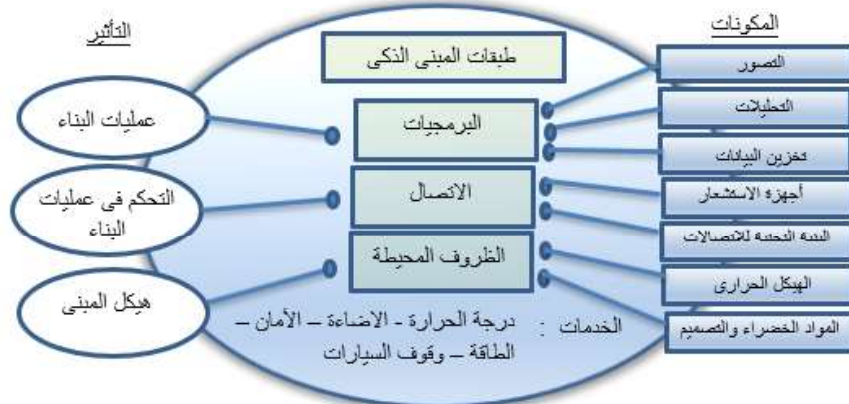 المكونات
التأثير
طبقات المبنى الذكى
التصور
التحليلات
تخزين البيانات
أجهزة الاستشعار
البنية التحتية للاتصالات
الهيكل الحرارى
المواد الخضراء والتصميم
البرمجيات
الاتصال
الظروف المحيطة
عمليات البناء
التحكم فى عمليات
البناء
هيكل المبنى
الخدمات : درجة الحرارة - الاضاءة – الأمان –
الطاقة – وقوف السيارات